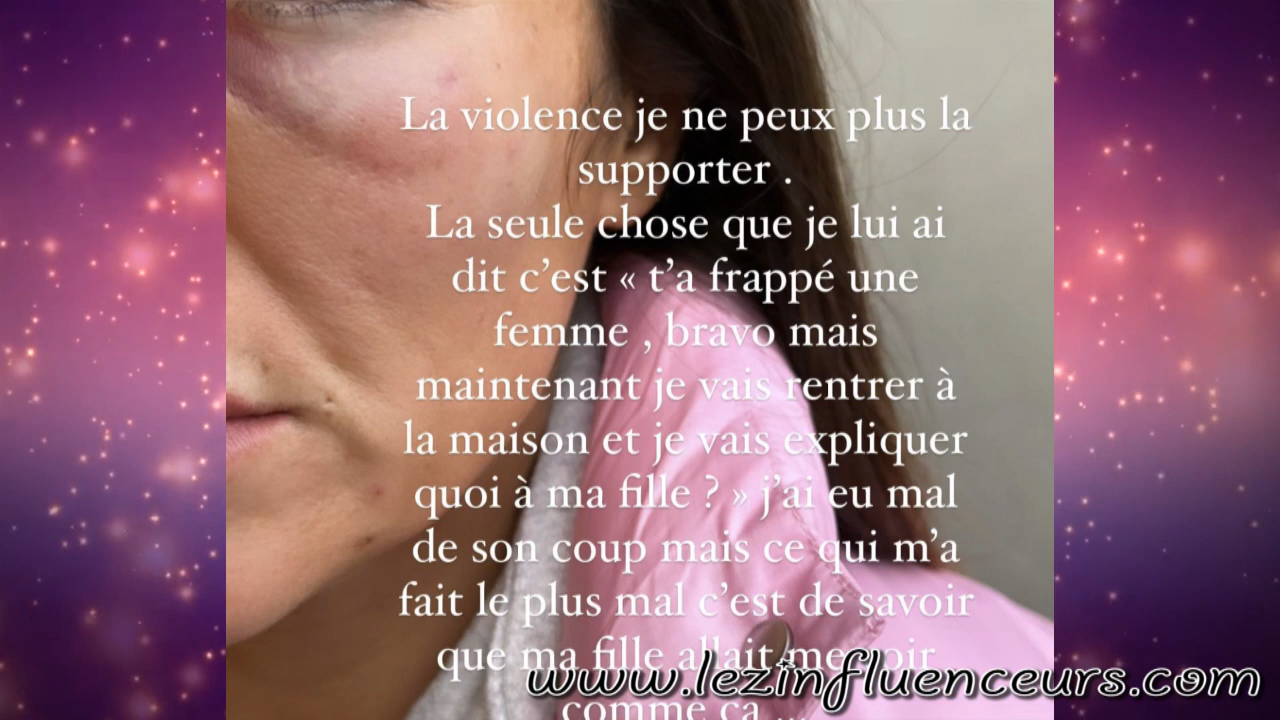 La violence je ne peux plus la
supporter .
La seule chose que je lui ai
dit c’est « t’a frappé une
femme , bravo mais
maintenant je vais rentrer à
la maison et je vais expliquer
quoi à ma fille ? » j’ai eu mal
de son coup mais ce qui m’a
fait le plus mal c’est de savoir
que ma fille allait me voir
comme ça ...
www.lezinfluenceurs.com